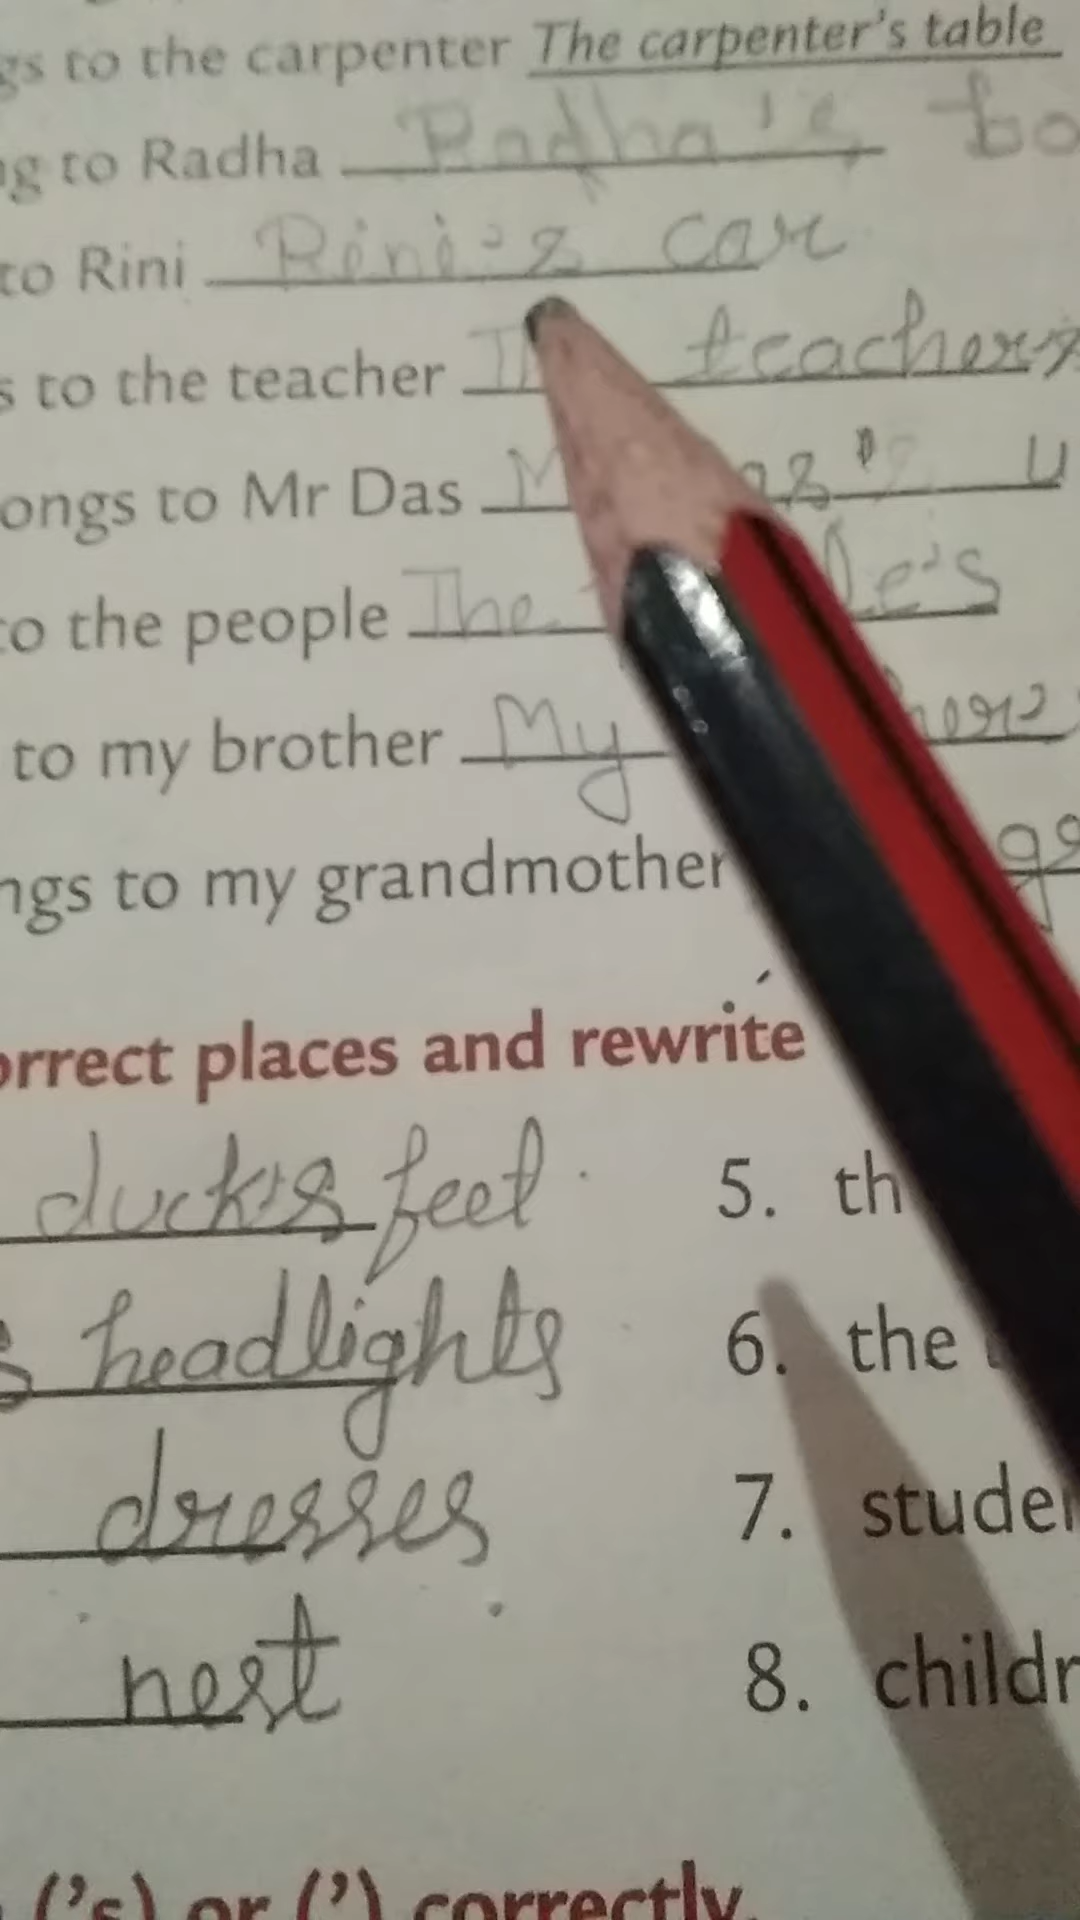 gs to the carpenter The carpenter's table
g to Radha Radha's bo
to Rini Rini's car
s to the teacher teacher
ongs to Mr Das
to the people The
to my brother My
ngs to my grandmother
orrect places and rewrite
duck's feet 5. th
headlights 6. the
dresses 7. studen
nest 8. childr
('s) or (') correctly.